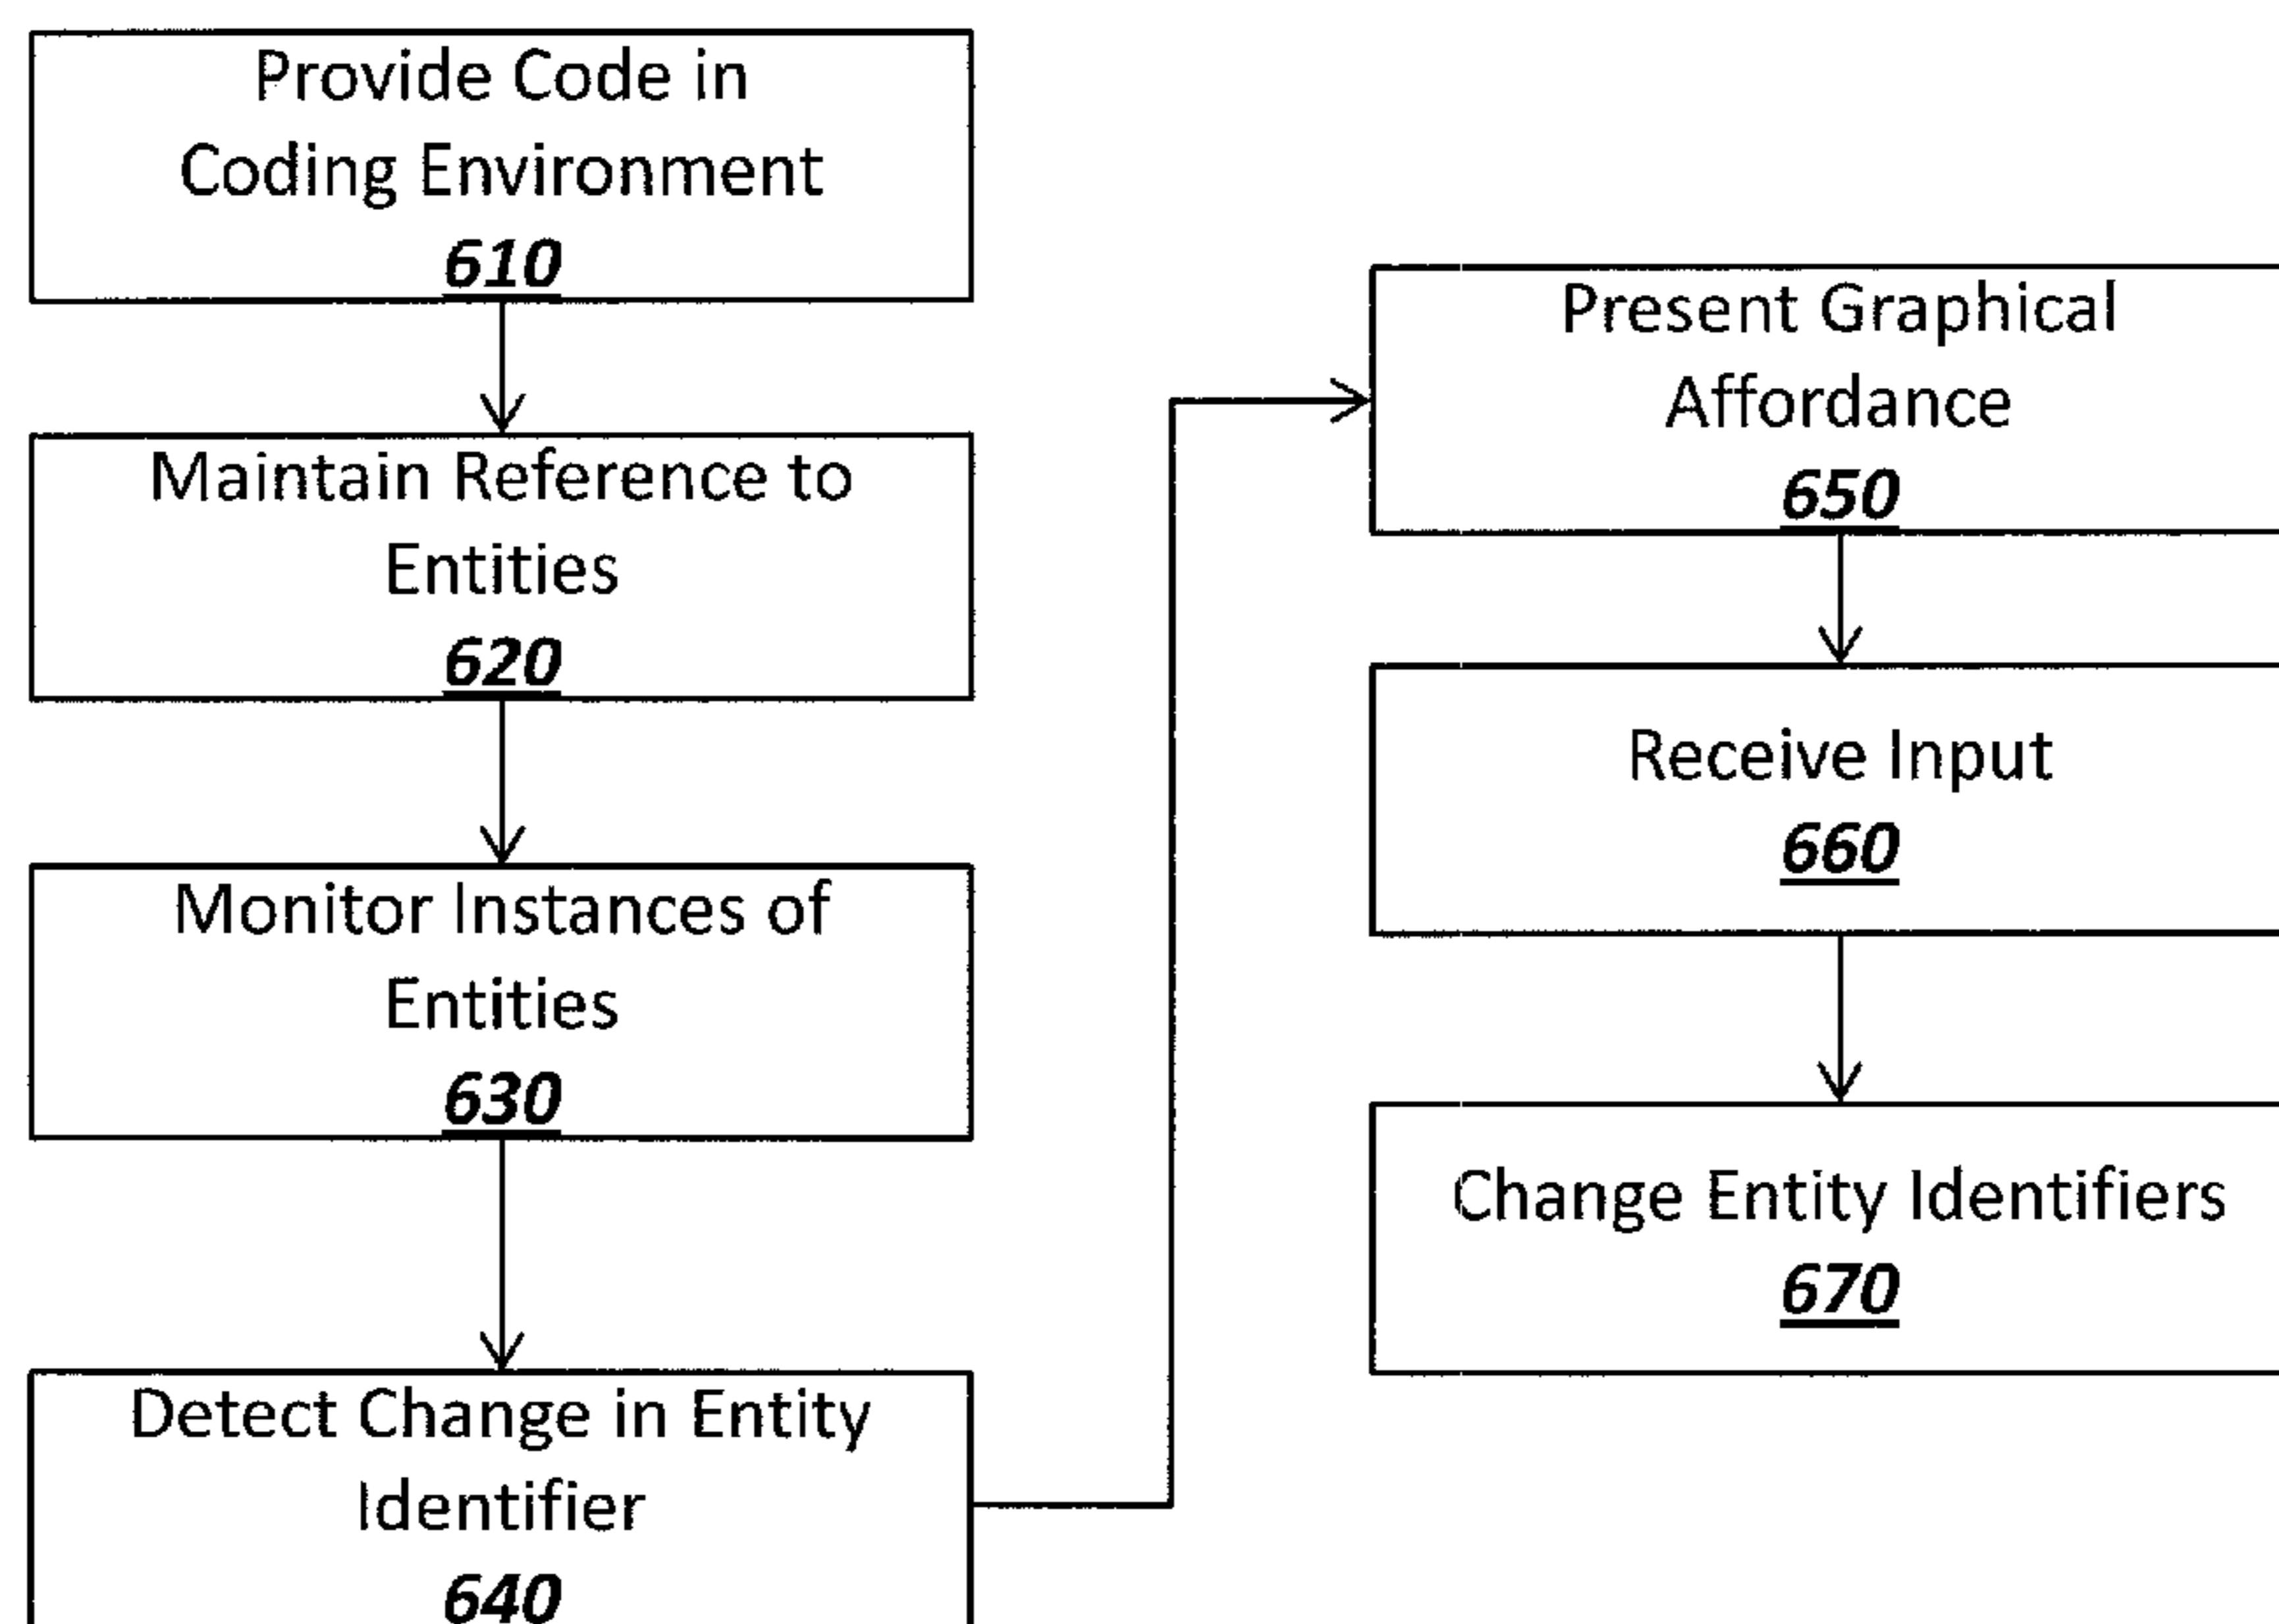 Provide Code in
Coding Environment
610
Maintain Reference to
Entities
620
Monitor Instances of
Entities
630
Detect Change in Entity
Identifier
640
Present Graphical
Affordance
650
Receive Input
660
Change Entity Identifiers
670